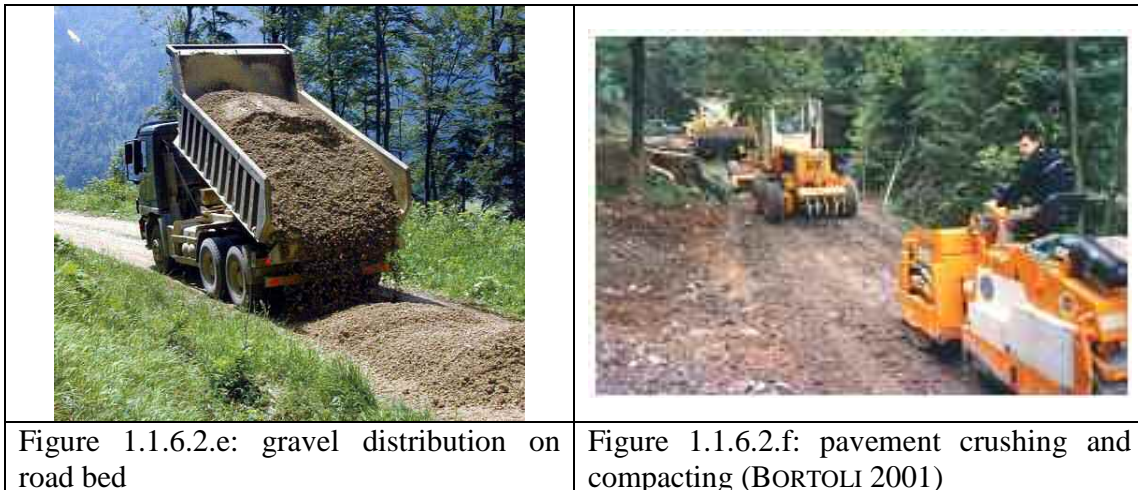 Figure 1.1.6.2.e: gravel distribution on
road bed
Figure 1.1.6.2.f: pavement crushing and
compacting (BORTOLI 2001)